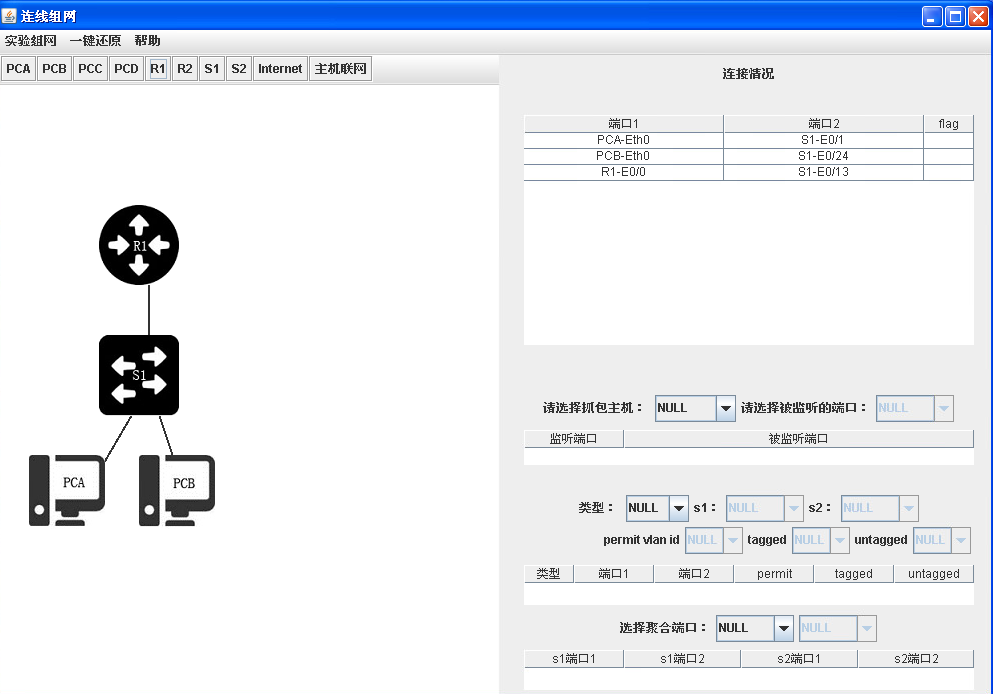 连线组网
实验组网 一键还原 帮助
PCA PCB PCC PCD R1 R2 S1 S2 Internet 主机联网
R1
S1
PCA PCB
连接情况
端口1 端口2 flag
PCA-Eth0 S1-E0/1
PCB-Eth0 S1-E0/24
R1-E0/0 S1-E0/13
请选择抓包主机： NULL 请选择被监听的端口： NULL
监听端口 被监听端口
类型： NULL s1： NULL s2： NULL
permit vlan id NULL tagged NULL untagged NULL
类型 端口1 端口2 permit tagged untagged
选择聚合端口： NULL NULL
s1端口1 s1端口2 s2端口1 s2端口2